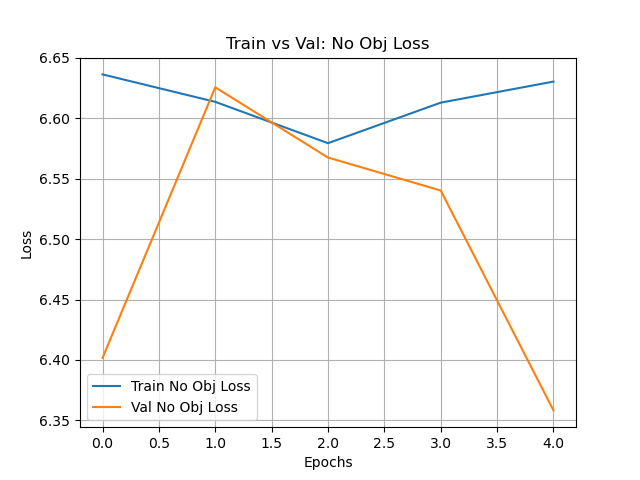 Train vs Val: No Obj Loss
6.65
6.60
6.55
6.50
6.45
6.40
6.35
Loss
Train No Obj Loss
Val No Obj Loss
0.0 0.5 1.0 1.5 2.0 2.5 3.0 3.5 4.0
Epochs